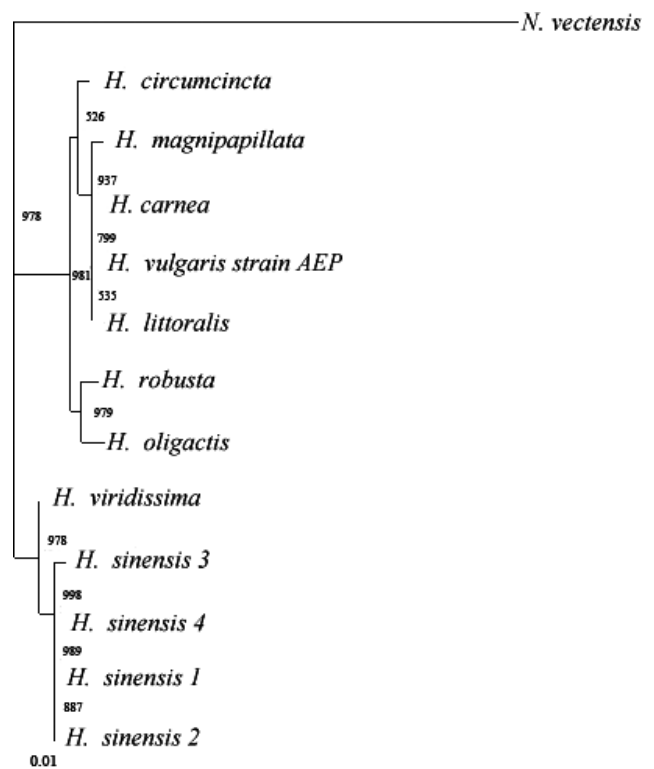 N. vectensis
H. circumcincta
526
H. magnipapillata
937
H. carnea
978
799
H. vulgaris strain AEP
981
535
H. littoralis
H. robusta
979
H. oligactis
H. viridissima
978
H. sinensis 3
998
H. sinensis 4
989
H. sinensis 1
887
H. sinensis 2
0.01